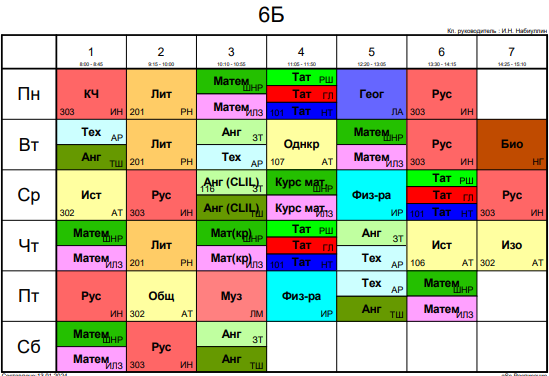 6Б
Кл. руководитель : И.Н. Набиуллин
1 2 3 4 5 6 7
8:00 - 8:45 9:15 - 10:00 10:10 - 10:55 11:05 - 11:50 12:20 - 13:05 13:30 - 14:15 14:25 - 15:10
Пн
КЧ 303 ИН
Лит 201 РН
Матем ШНР
Матем ИЛЗ
Тат РШ
Тат ГЛ
101 Тат НТ
Геог ЛА
Рус 303 ИН
Вт
Тех АР
Анг ТШ
Лит 201 РН
Анг ЗТ
Тех АР
Однкр 107 АТ
Матем ШНР
Матем ИЛЗ
Рус 303 ИН
Био НГ
Ср
Ист 302 АТ
Рус 303 ИН
Анг (CLIL) 116 ЗТ
Анг (CLIL) ТШ
Курс мат ШНР
Курс мат ИЛЗ
Физ-ра ИР
Тат РШ
Тат ГЛ
101 Тат НТ
Рус 303 ИН
Чт
Матем ШНР
Матем ИЛЗ
Лит 201 РН
Мат(кр) ШНР
Мат(кр) ИЛЗ
Тат РШ
Тат ГЛ
101 Тат НТ
Анг ЗТ
Тех АР
Ист 106 АТ
Изо 302 АТ
Пт
Рус 303 ИН
Общ 302 АТ
Муз ЛМ
Физ-ра ИР
Тех АР
Анг ТШ
Матем ШНР
Матем ИЛЗ
Сб
Матем ШНР
Матем ИЛЗ
Рус 303 ИН
Анг ЗТ
Анг ТШ